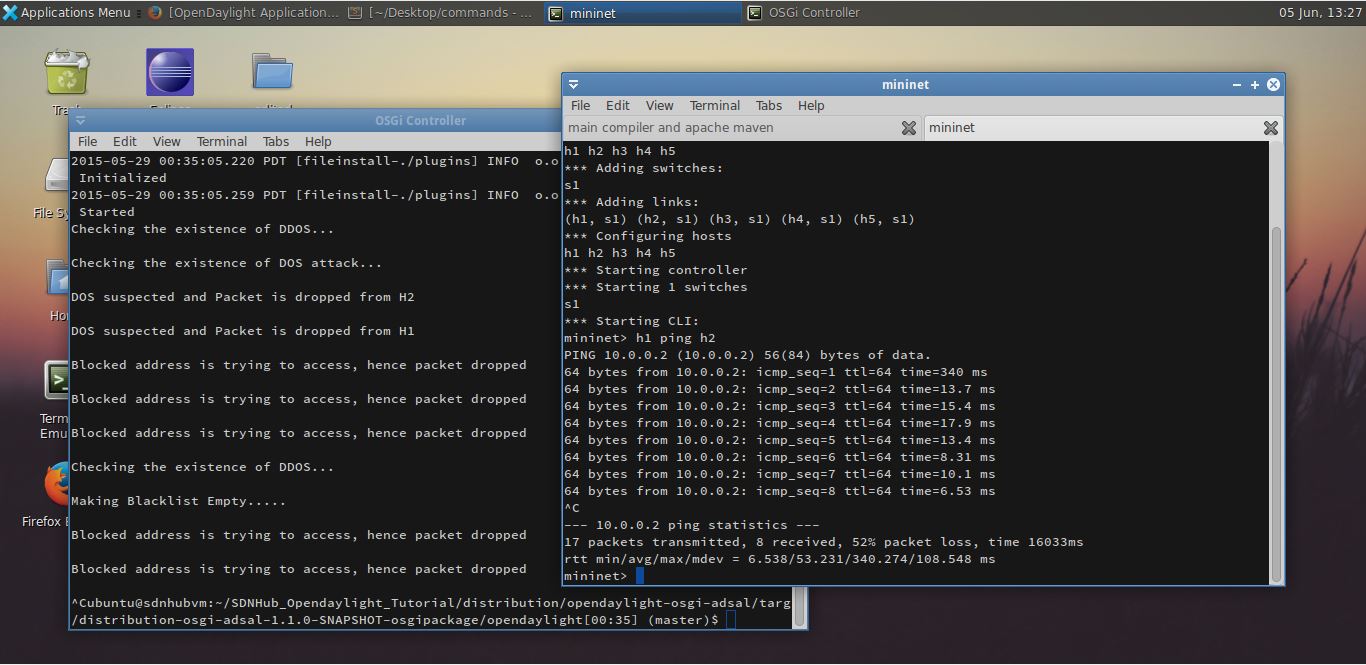 Applications Menu
[OpenDaylight Application...
[~/Desktop/commands - ...
mininet
OSGi Controller
05 Jun, 13:27
OSGi Controller
File Edit View Terminal Tabs Help
2015-05-29 00:35:05.220 PDT [fileinstall-./plugins] INFO o.o
Initialized
2015-05-29 00:35:05.259 PDT [fileinstall-./plugins] INFO o.o
Started
Checking the existence of DDOS...
Checking the existence of DOS attack...
DOS suspected and Packet is dropped from H2
DOS suspected and Packet is dropped from H1
Blocked address is trying to access, hence packet dropped
Blocked address is trying to access, hence packet dropped
Blocked address is trying to access, hence packet dropped
Checking the existence of DDOS...
Making Blacklist Empty.....
Blocked address is trying to access, hence packet dropped
Blocked address is trying to access, hence packet dropped
^Cubuntu@sdnhubvm:~/SDNHub_Opendaylight_Tutorial/distribution/opendaylight-osgi-adsal/targ
/distribution-osgi-adsal-1.1.0-SNAPSHOT-osgipackage/opendaylight[00:35] (master)$
mininet
File Edit View Terminal Tabs Help
main compiler and apache maven
mininet
h1 h2 h3 h4 h5
*** Adding switches:
s1
*** Adding links:
(h1, s1) (h2, s1) (h3, s1) (h4, s1) (h5, s1)
*** Configuring hosts
h1 h2 h3 h4 h5
*** Starting controller
*** Starting 1 switches
s1
*** Starting CLI:
mininet> h1 ping h2
PING 10.0.0.2 (10.0.0.2) 56(84) bytes of data.
64 bytes from 10.0.0.2: icmp_seq=1 ttl=64 time=340 ms
64 bytes from 10.0.0.2: icmp_seq=2 ttl=64 time=13.7 ms
64 bytes from 10.0.0.2: icmp_seq=3 ttl=64 time=15.4 ms
64 bytes from 10.0.0.2: icmp_seq=4 ttl=64 time=17.9 ms
64 bytes from 10.0.0.2: icmp_seq=5 ttl=64 time=13.4 ms
64 bytes from 10.0.0.2: icmp_seq=6 ttl=64 time=8.31 ms
64 bytes from 10.0.0.2: icmp_seq=7 ttl=64 time=10.1 ms
64 bytes from 10.0.0.2: icmp_seq=8 ttl=64 time=6.53 ms
^C
--- 10.0.0.2 ping statistics ---
17 packets transmitted, 8 received, 52% packet loss, time 16033ms
rtt min/avg/max/mdev = 6.538/53.231/340.274/108.548 ms
mininet>
File Sy
Ho
Term
Emu
Firefox